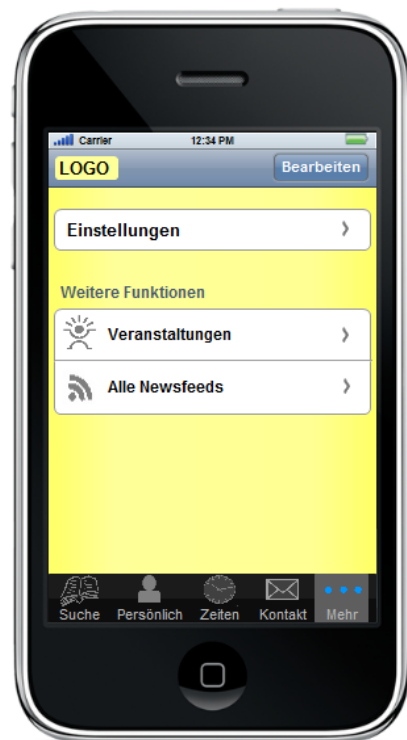 Carrier 12:34 PM
LOGO Bearbeiten
Einstellungen
Weitere Funktionen
Veranstaltungen
Alle Newsfeeds
Suche Persönlich Zeiten Kontakt Mehr